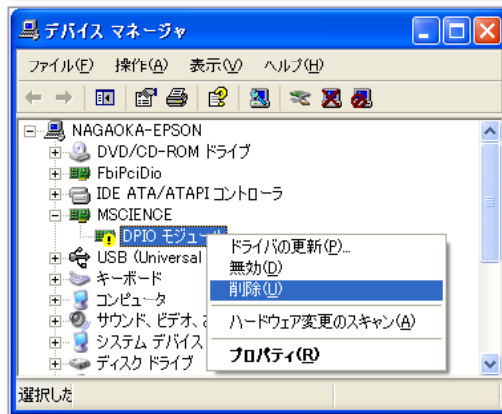 デバイス マネージャ
ファイル(F) 操作(A) 表示(V) ヘルプ(H)
NAGAOKA-EPSON
DVD/CD-ROM ドライブ
FbiPciDio
IDE ATA/ATAPI コントローラ
MSCIENCE
DPIO モジュール
USB (Universal
キーボード
コンピュータ
サウンド、ビデオ、
システム デバイス
ディスク ドライブ
ドライバの更新(P)...
無効(D)
削除(U)
ハードウェア変更のスキャン(A)
プロパティ(R)
選択した